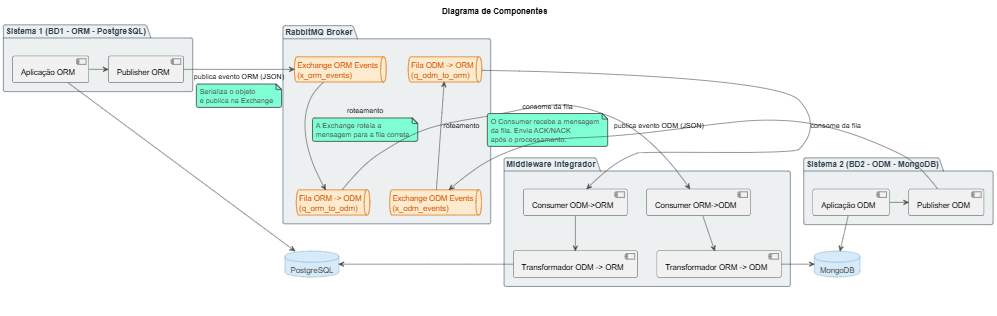 Diagrama de Componentes
Sistema 1 (BD1 - ORM - PostgreSQL)
Aplicação ORM
Publisher ORM
publica evento ORM (JSON)
Serializa o objeto
e publica na Exchange
RabbitMQ Broker
Exchange ORM Events
(x_orm_events)
Fila ODM -> ORM
(q_odm_to_orm)
roteamento
A Exchange roteia a
mensagem para a fila correta
roteamento
consome da fila
O Consumer recebe a mensagem
da fila. Envia ACK/NACK
após o processamento.
publica evento ODM (JSON)
consome da fila
Fila ORM -> ODM
(q_orm_to_odm)
Exchange ODM Events
(x_odm_events)
Middleware Integrador
Consumer ODM->ORM
Consumer ORM->ODM
Transformador ODM -> ORM
Transformador ORM -> ODM
Sistema 2 (BD2 - ODM - MongoDB)
Aplicação ODM
Publisher ODM
PostgreSQL
MongoDB